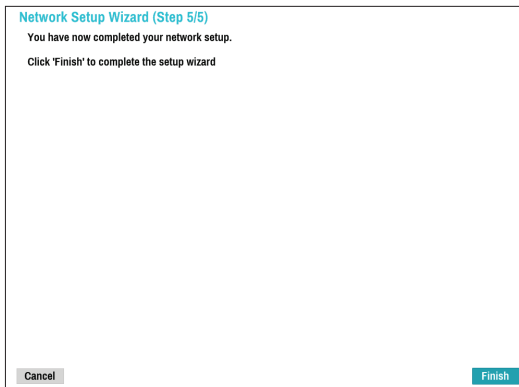 Network Setup Wizard (Step 5/5)
You have now completed your network setup.
Click 'Finish' to complete the setup wizard
Cancel
Finish